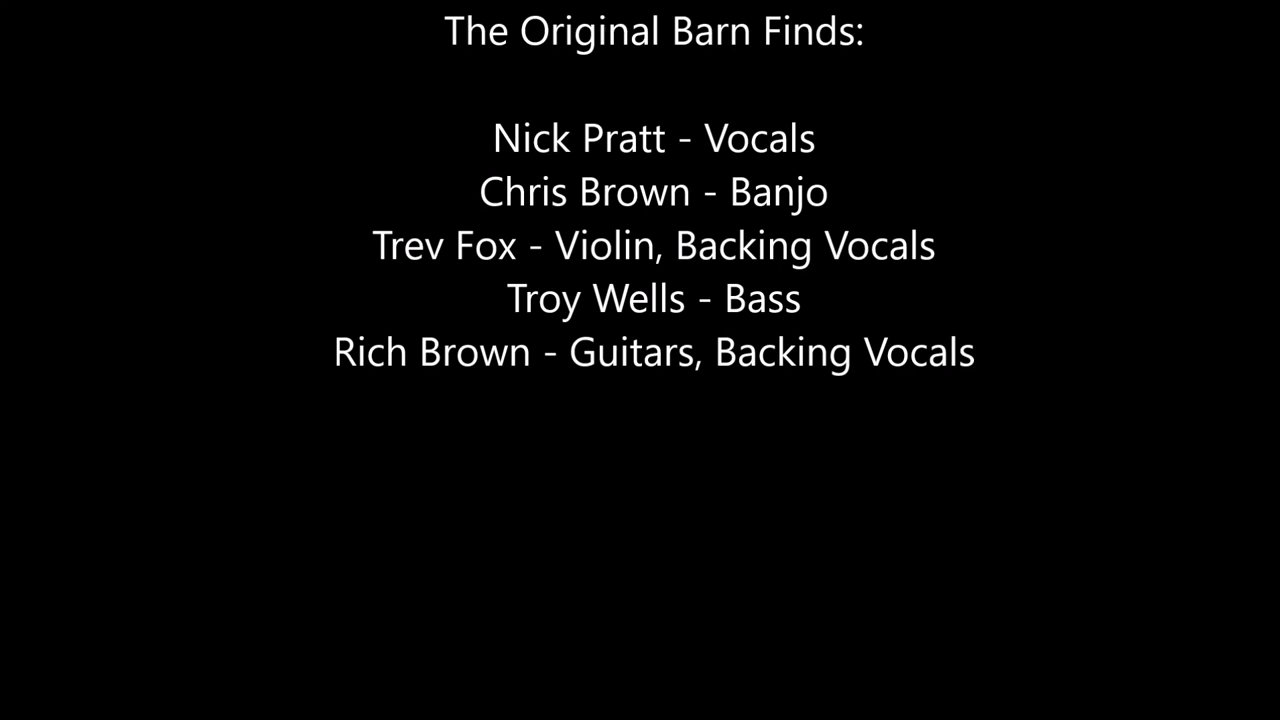 The Original Barn Finds:
Nick Pratt - Vocals
Chris Brown - Banjo
Trev Fox - Violin, Backing Vocals
Troy Wells - Bass
Rich Brown - Guitars, Backing Vocals